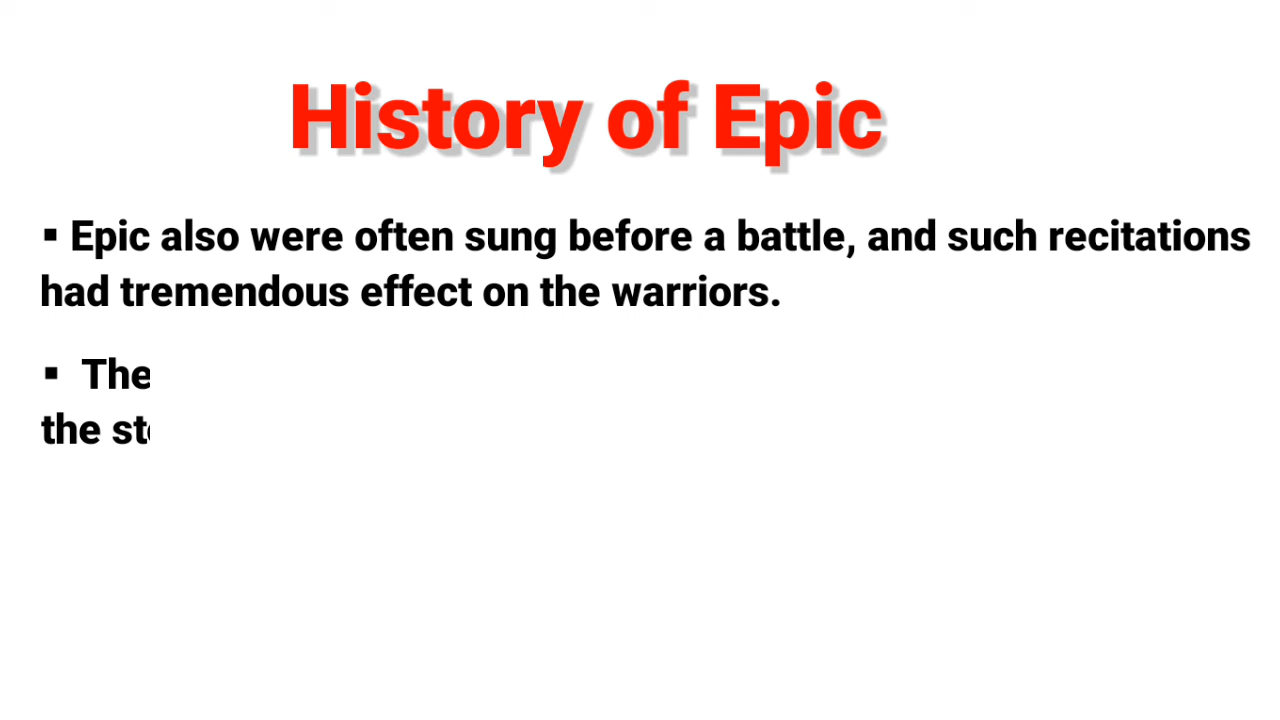 History of Epic
▪ Epic also were often sung before a battle, and such recitations
had tremendous effect on the warriors.
▪ The
the